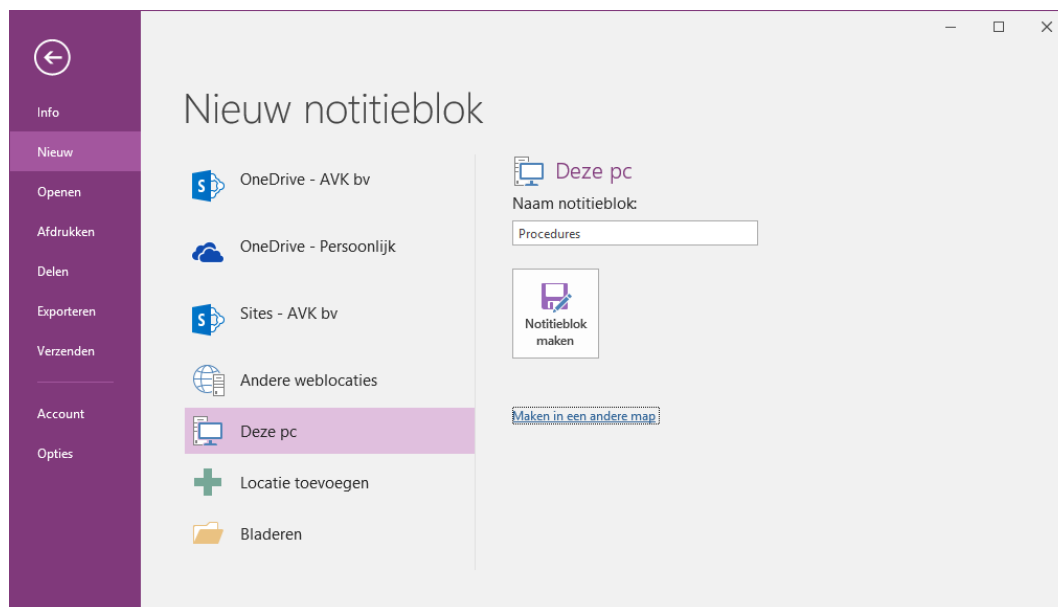 Info
Nieuw
Openen
Afdrukken
Delen
Exporteren
Verzenden
Account
Opties
Nieuw notitieblok
OneDrive - AVK bv
OneDrive - Persoonlijk
Sites - AVK bv
Andere weblocaties
Deze pc
Locatie toevoegen
Bladeren
Deze pc
Naam notitieblok:
Procedures
Notitieblok
maken
Maken in een andere map